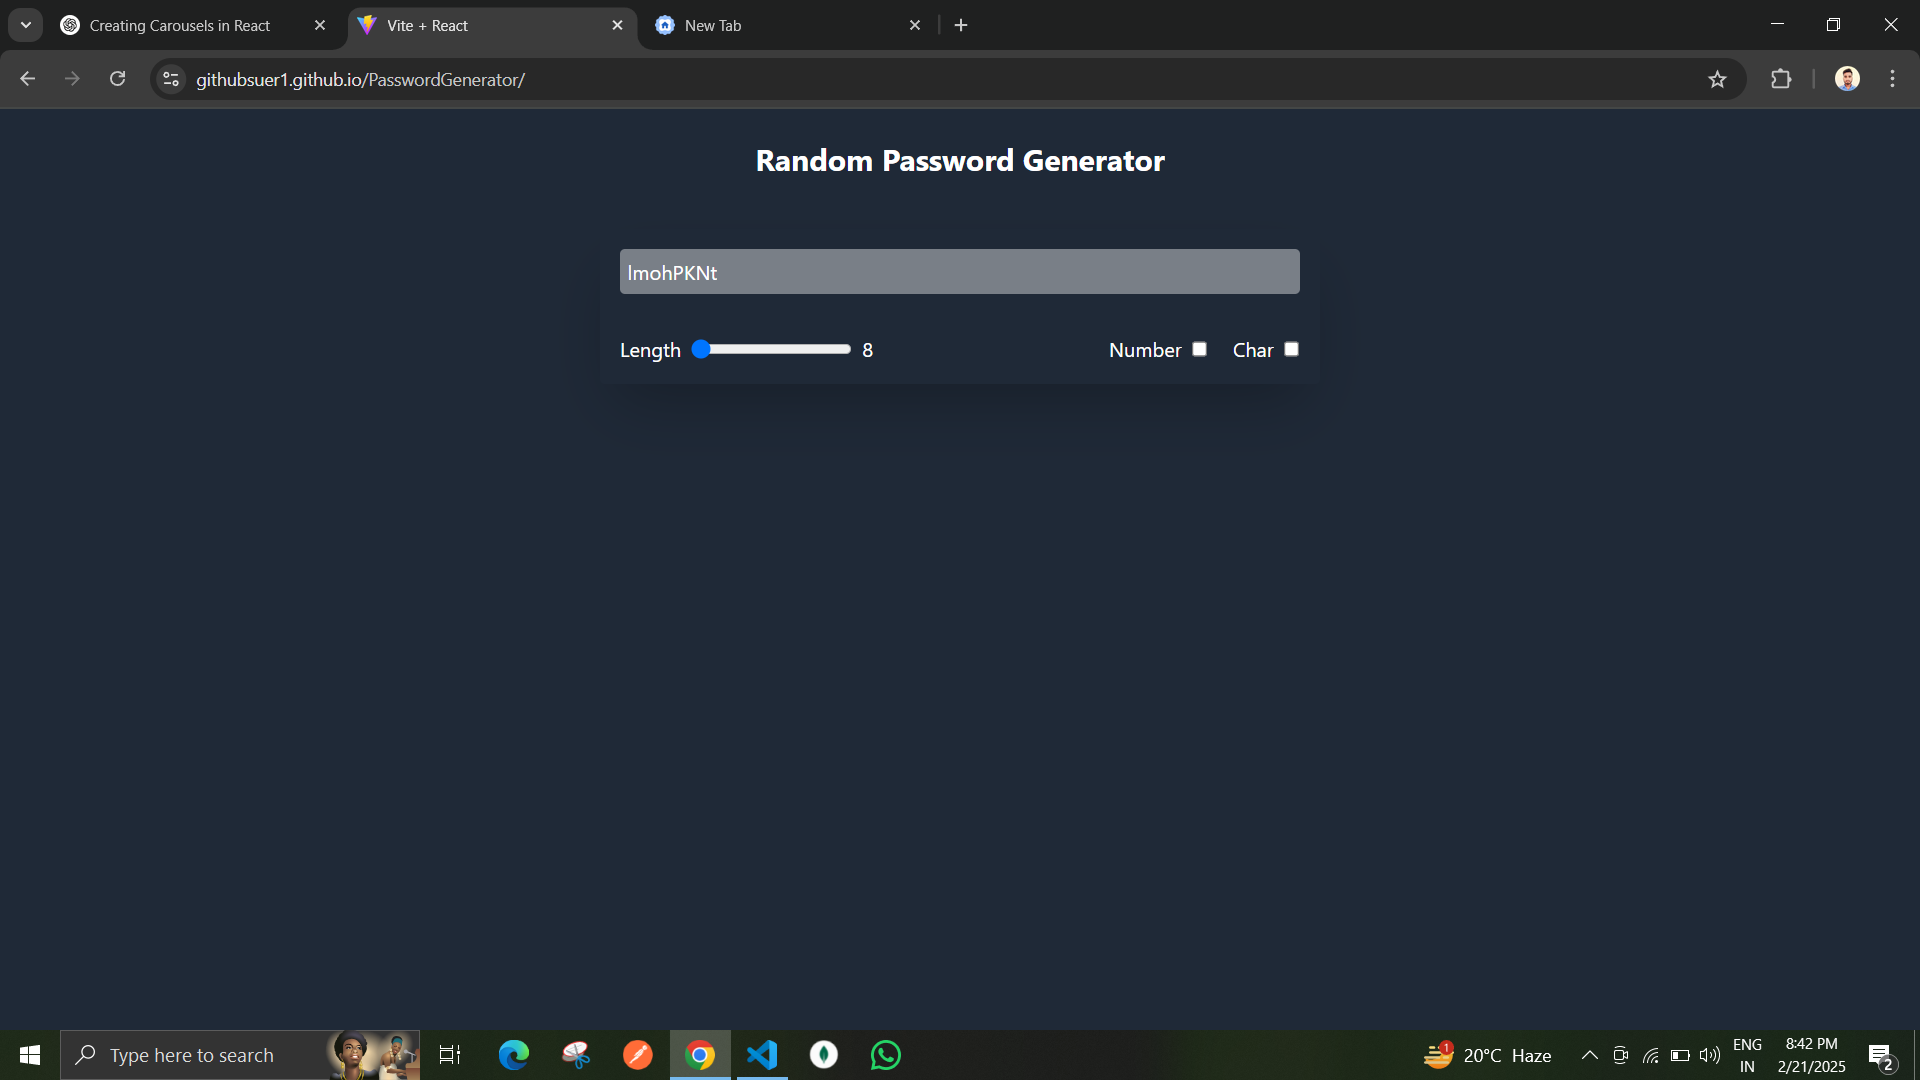 Creating Carousels in React
Vite + React
New Tab
githubsuer1.github.io/PasswordGenerator/
Random Password Generator
lmohPKNt
Length 8 Number Char
Type here to search
1
20°C Haze
ENG
IN
8:42 PM
2/21/2025
2